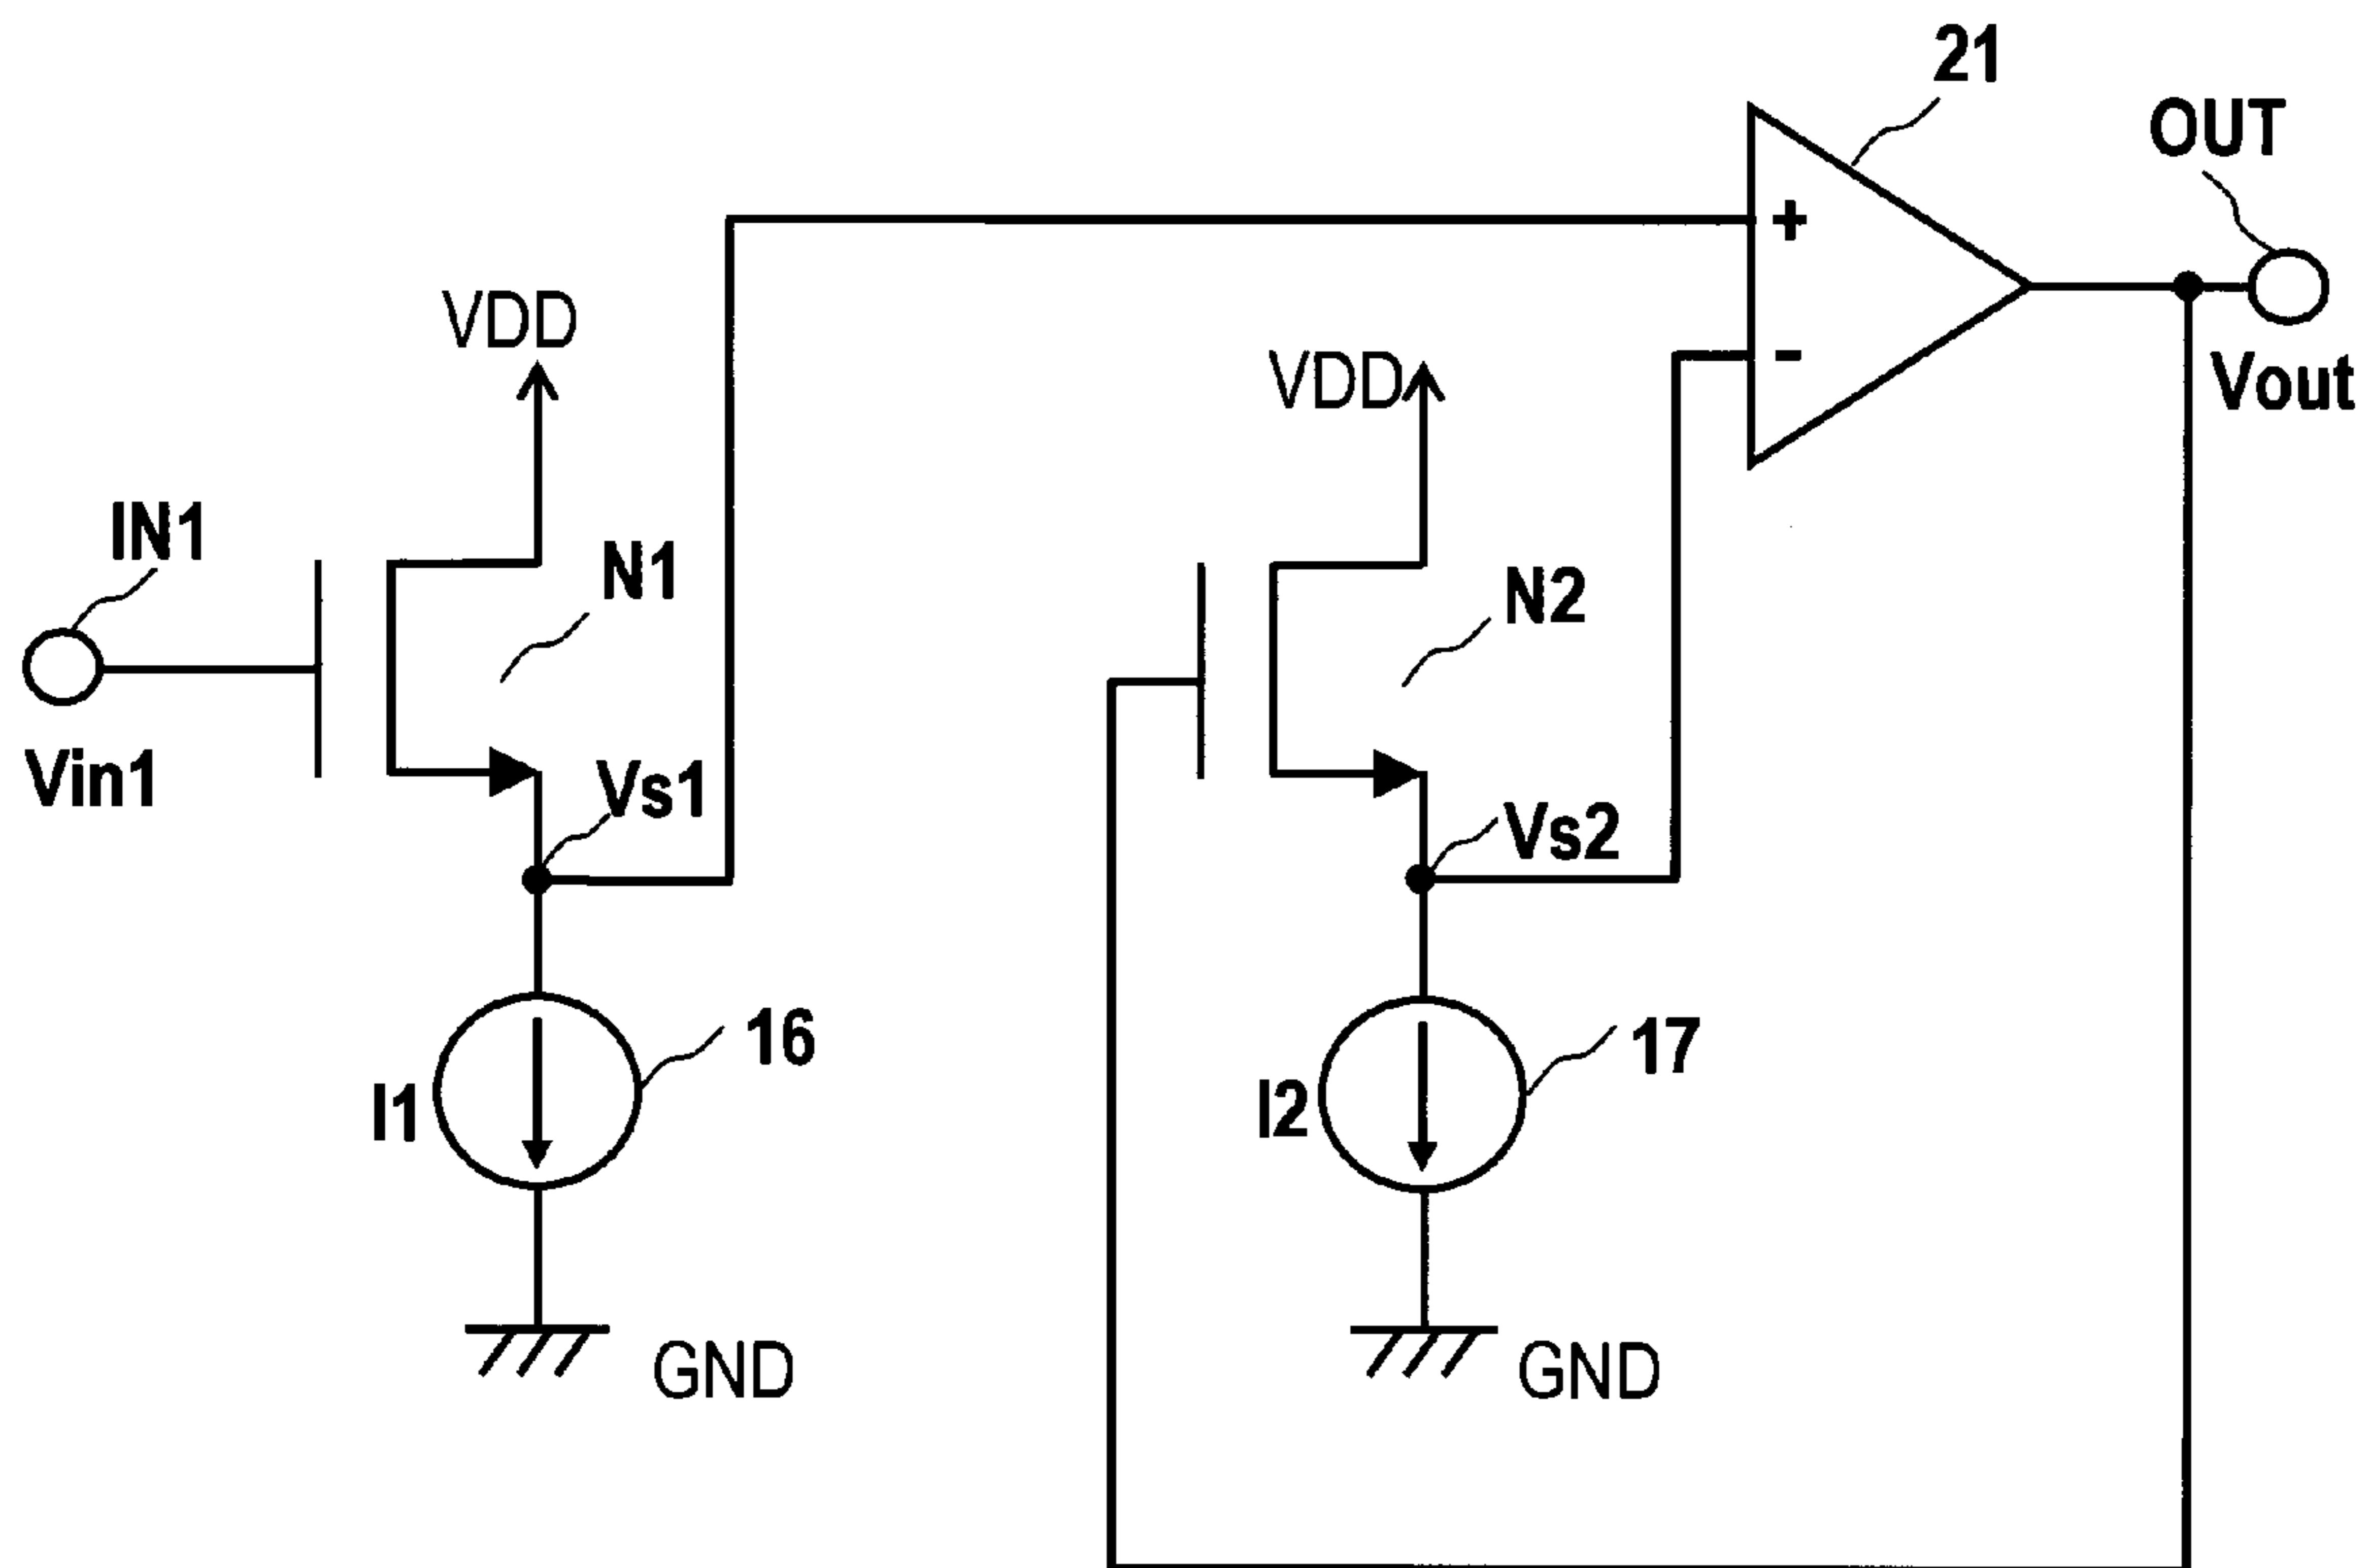 21
OUT
+
-
VDD
VDD
Vout
IN1
N1
N2
Vin1
Vs1
Vs2
16
17
I1
I2
GND
GND